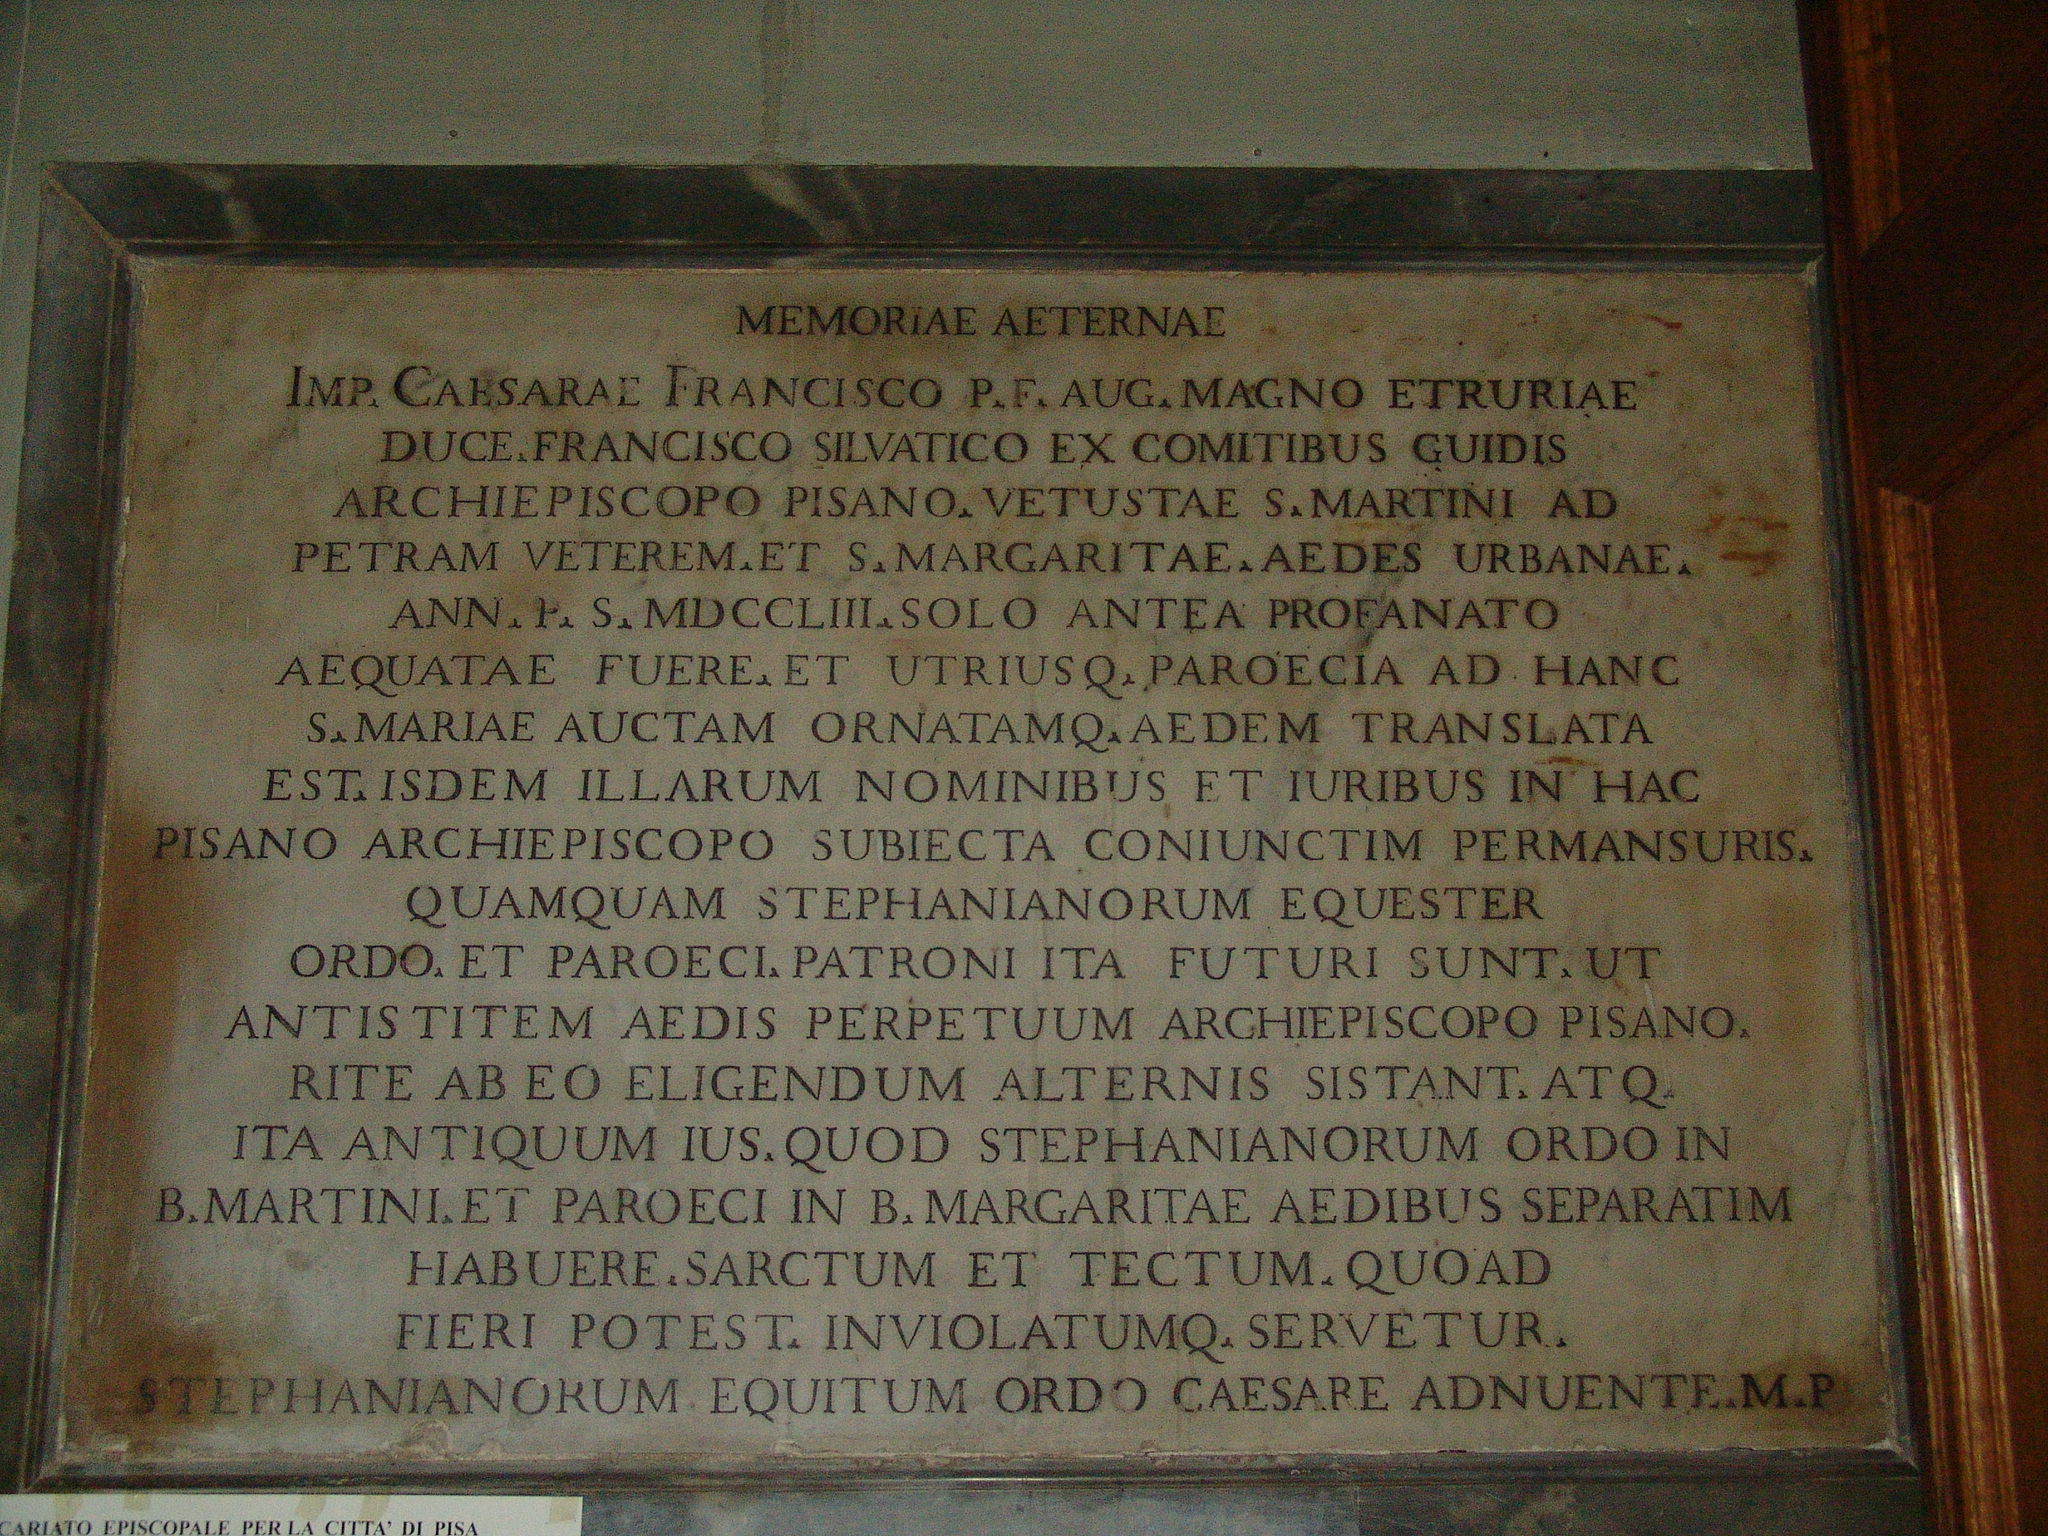 MEMORIAE AETERNAE
IMP. CAESARAE FRANCISCO P.F. AUG. MAGNO ETRURIAE
DUCE. FRANCISCO SILVATICO EX COMITIBUS GUIDIS
ARCHIEPISCOPO PISANO. VETUSTAE S. MARTINI AD
PETRAM VETEREM. ET S. MARGARITAE. AEDES URBANAE.
ANN. P. S. MDCCLIII. SOLO ANTEA PROFANATO
AEQUATAE FUERE. ET UTRIUSQ. PAROECIA AD HANC
S. MARIAE AUCTAM ORNATAMQ. AEDEM TRANSLATA
EST. ISDEM ILLARUM NOMINIBUS ET IURIBUS IN HAC
PISANO ARCHIEPISCOPO SUBIECTA CONIUNCTIM PERMANSURIS.
QUAMQUAM STEPHANIANORUM EQUESTER
ORDO. ET PAROECI. PATRONI ITA FUTURI SUNT. UT
ANTISTITEM AEDIS PERPETUUM ARCHIEPISCOPO PISANO.
RITE AB EO ELIGENDUM ALTERNIS SISTANT. ATQ.
ITA ANTIQUUM IUS. QUOD STEPHANIANORUM ORDO IN
B. MARTINI. ET PAROECI IN B. MARGARITAE AEDIBUS SEPARATIM
HABUERE. SARCTUM ET TECTUM. QUOAD
FIERI POTEST. INVIOLATUMQ. SERVETUR.
STEPHANIANORUM EQUITUM ORDO CAESARE ADNUENTE. M. P
CARIATO EPISCOPALE PER LA CITTA' DI PISA